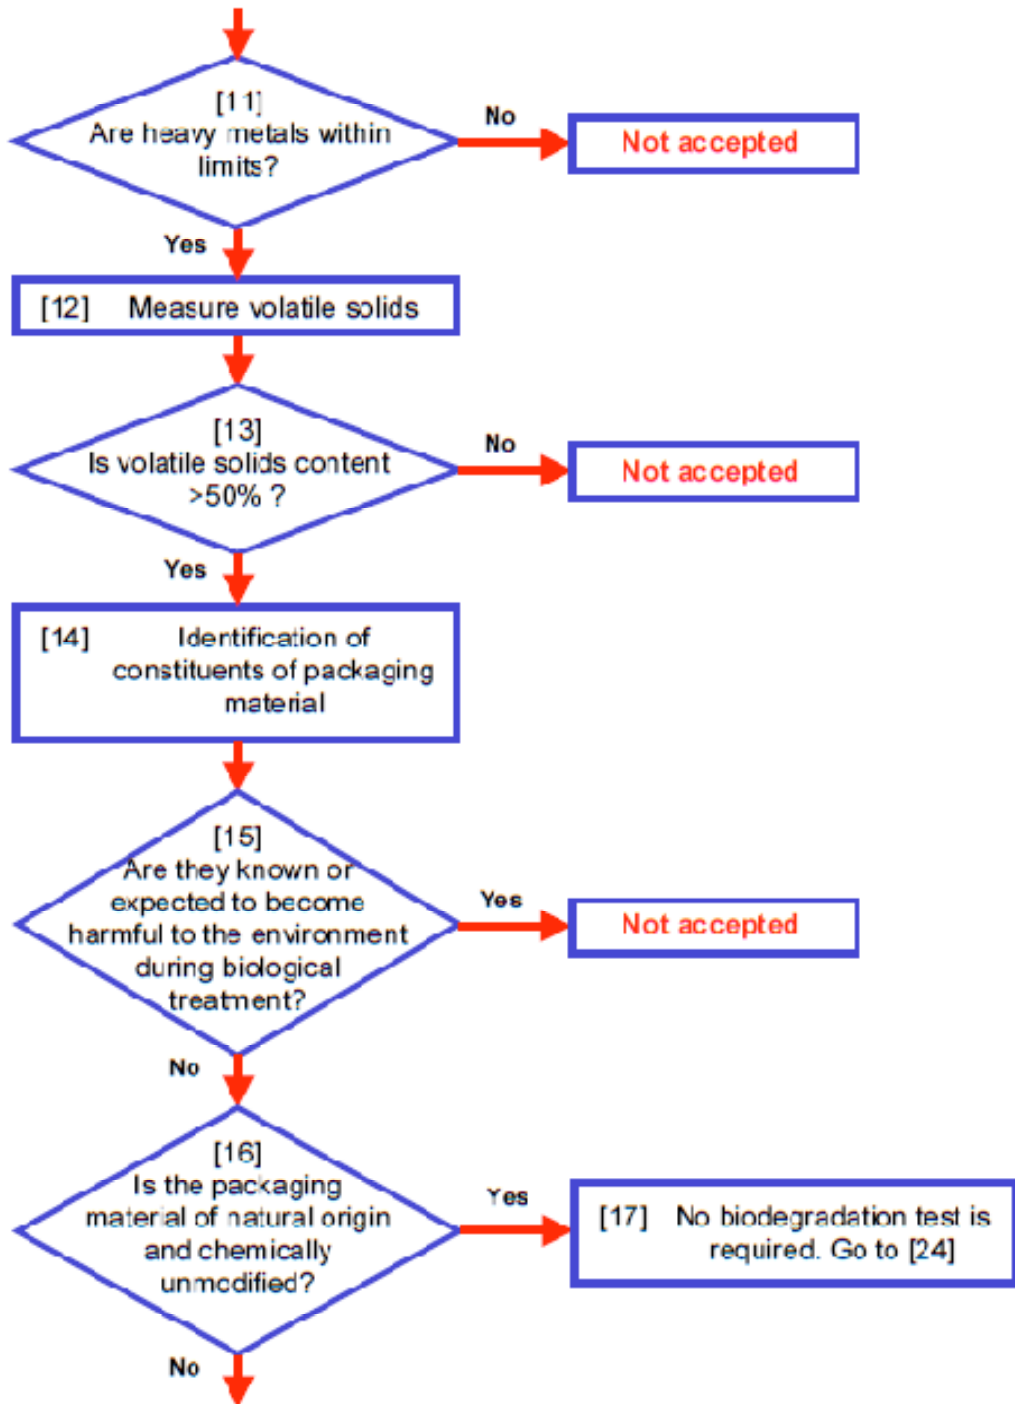 [11]
Are heavy metals within
limits?
No
Not accepted
Yes
[12] Measure volatile solids
[13]
Is volatile solids content
>50% ?
No
Not accepted
Yes
[14] Identification of
constituents of packaging
material
[15]
Are they known or
expected to become
harmful to the environment
during biological
treatment?
Yes
Not accepted
No
[16]
Is the packaging
material of natural origin
and chemically
unmodified?
Yes
[17] No biodegradation test is
required. Go to [24]
No